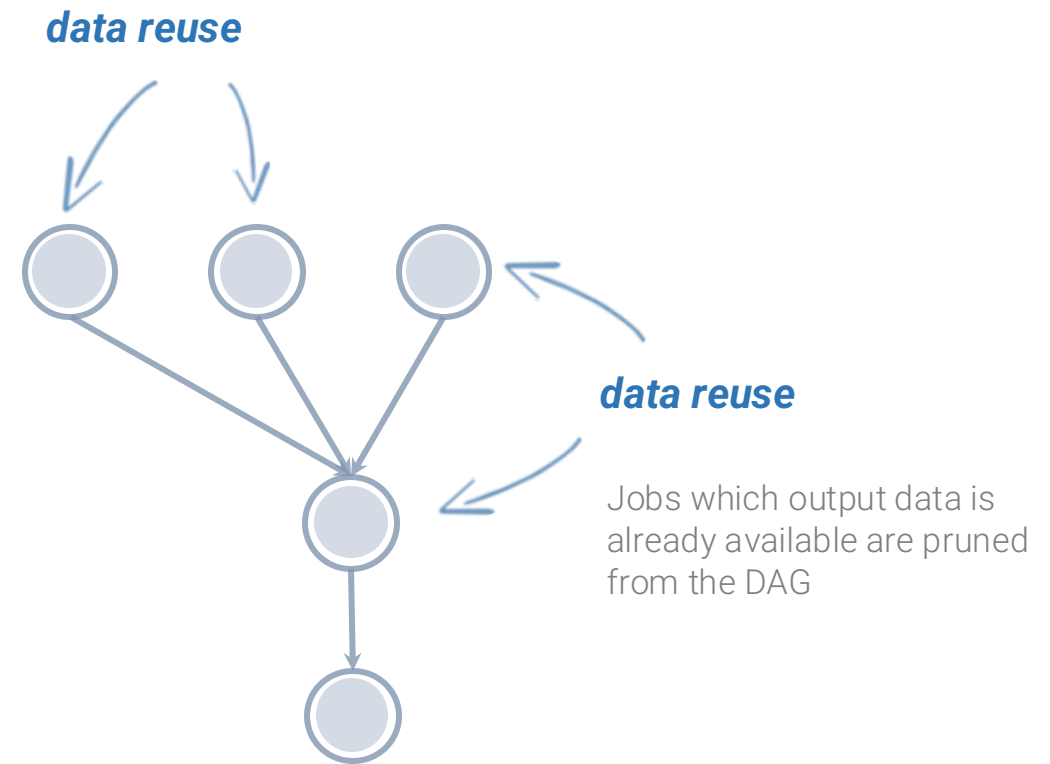 data reuse
data reuse
Jobs which output data is
already available are pruned
from the DAG